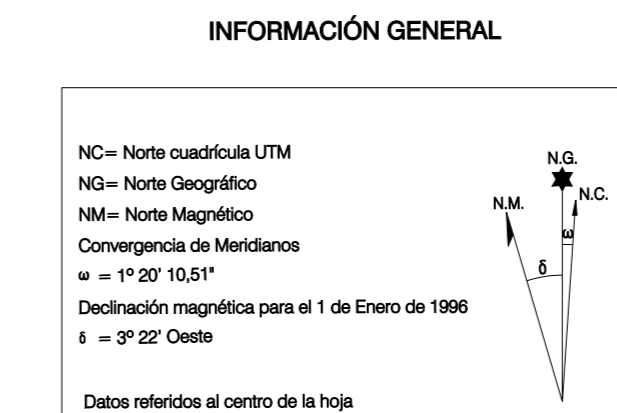 INFORMACIÓN GENERAL
NC= Norte cuadrícula UTM
NG= Norte Geográfico
NM= Norte Magnético
Convergencia de Meridianos
ω = 1º 20' 10,51"
Declinación magnética para el 1 de Enero de 1996
δ = 3º 22' Oeste
Datos referidos al centro de la hoja
N.G.
N.M.
N.C.
ω
δ